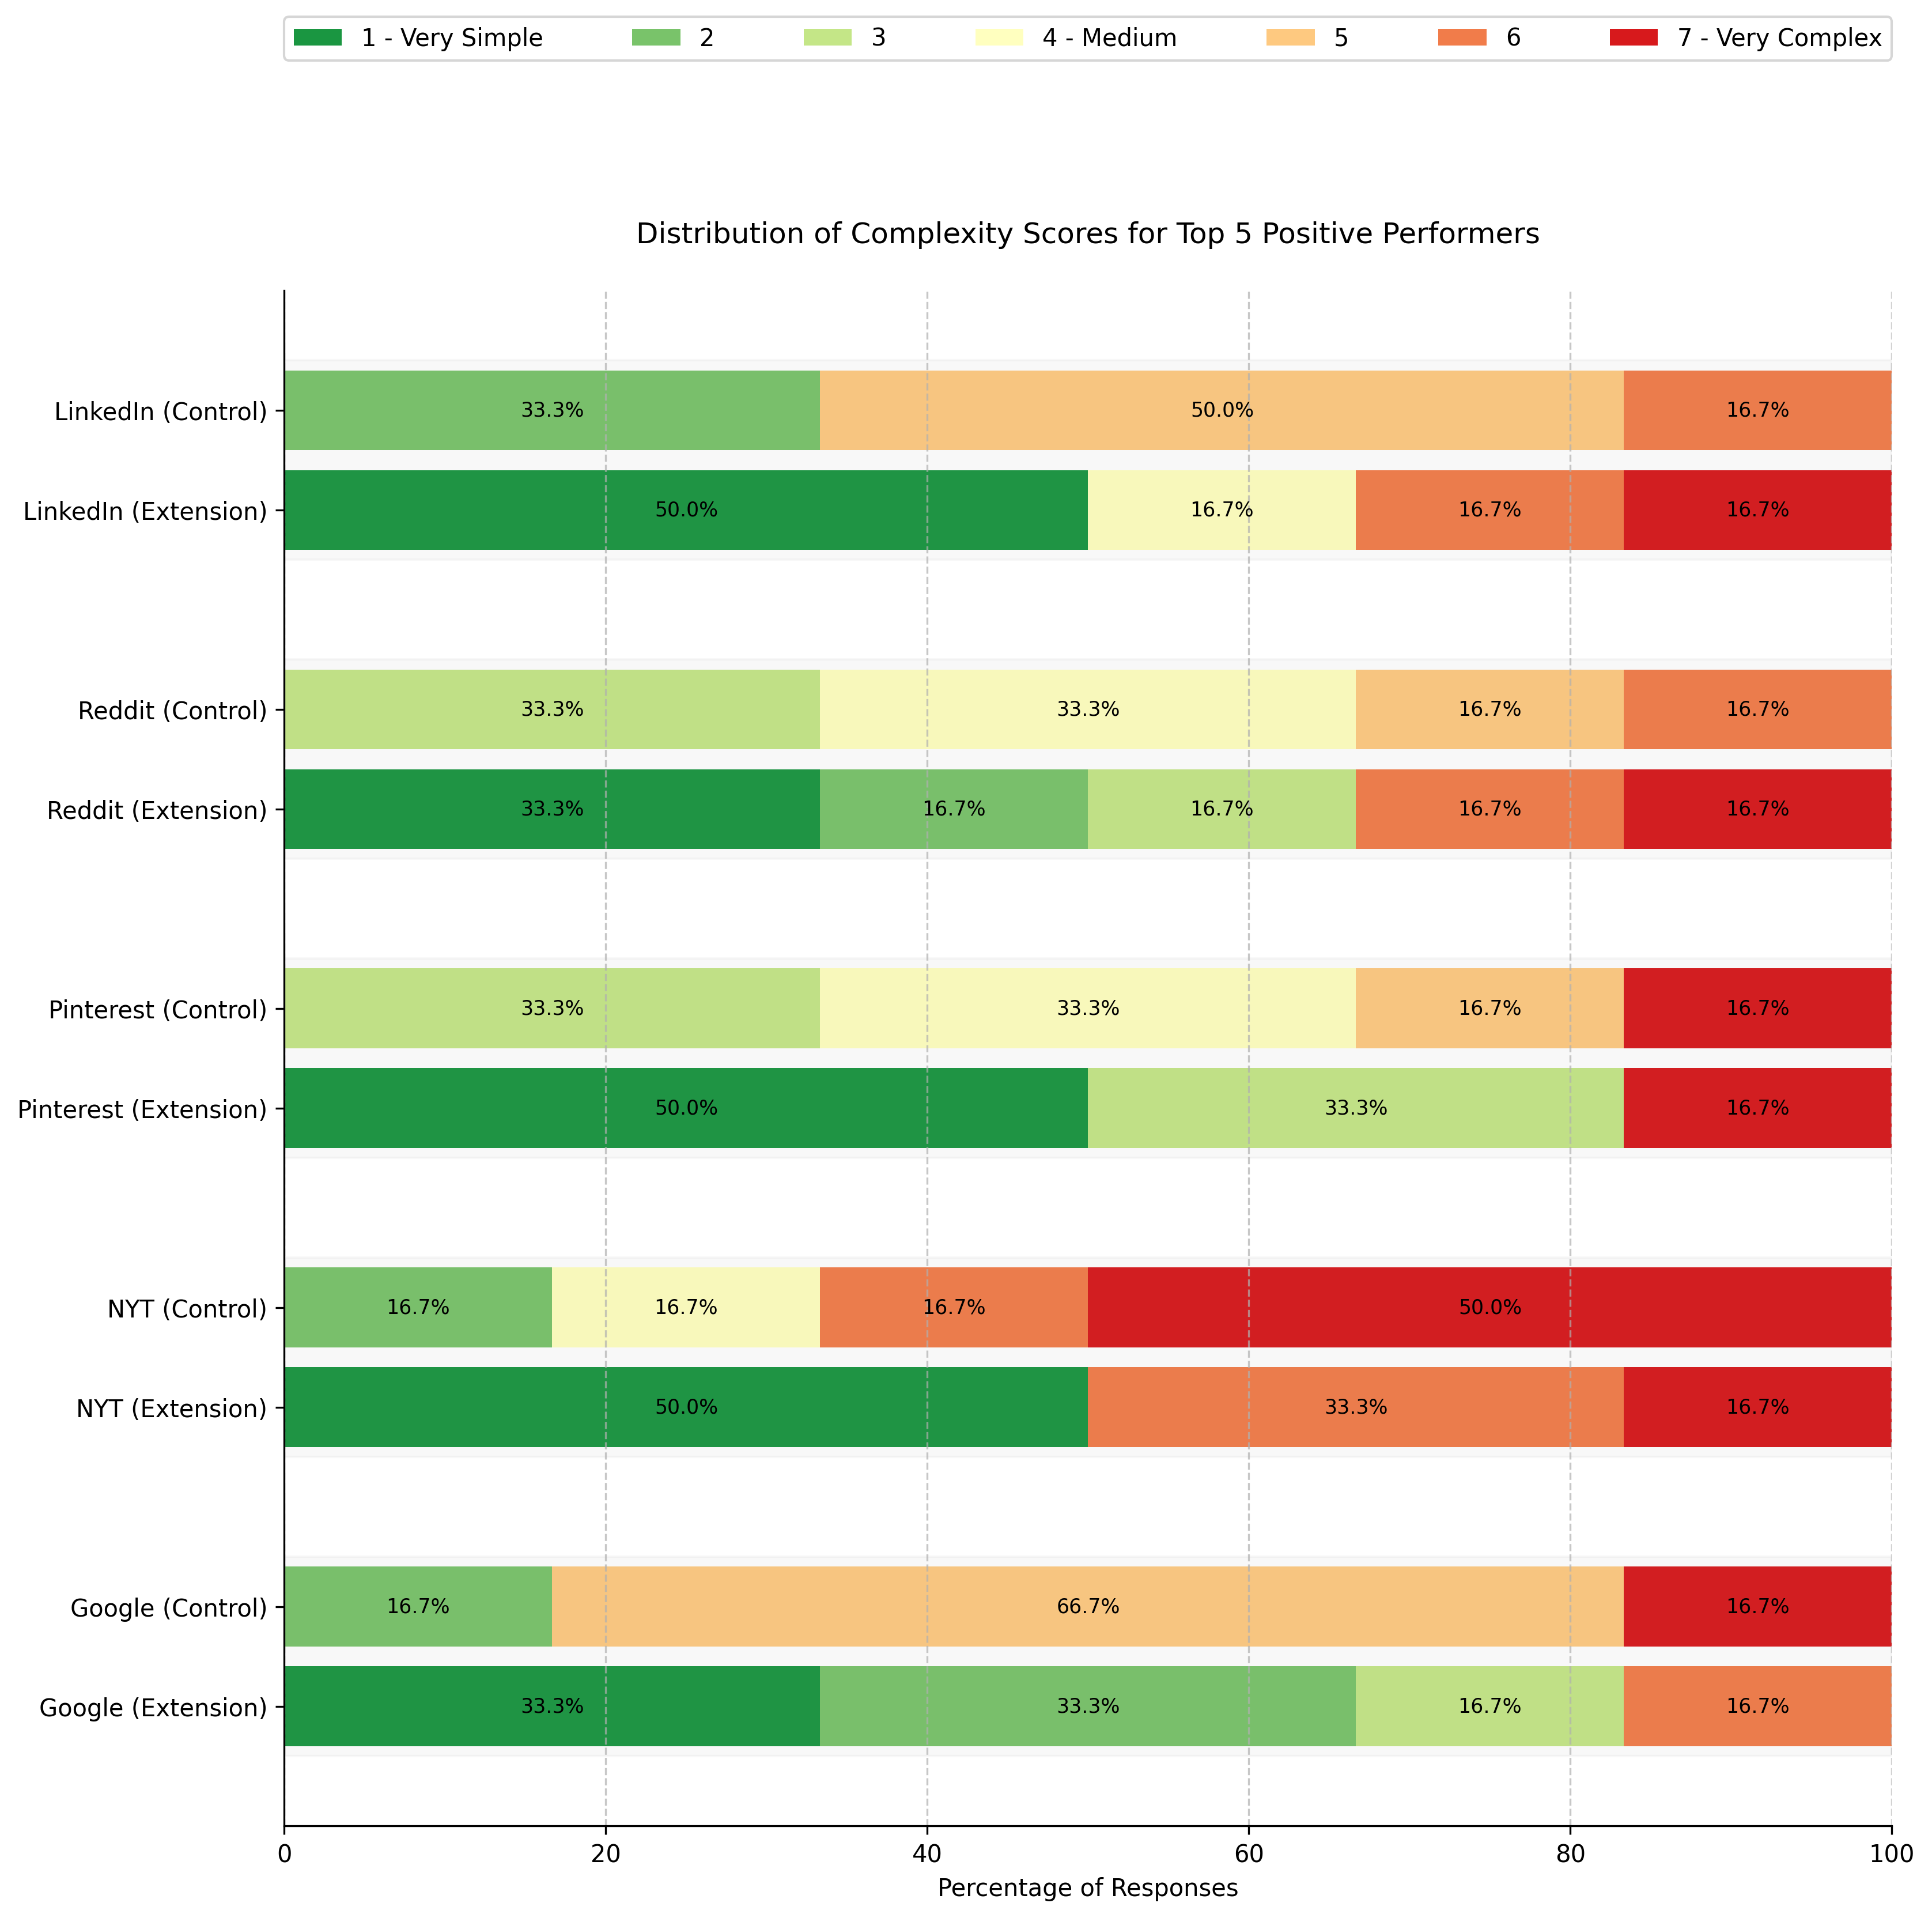 1 - Very Simple 2 3 4 - Medium 5 6 7 - Very Complex
Distribution of Complexity Scores for Top 5 Positive Performers
LinkedIn (Control) 33.3% 50.0% 16.7%
LinkedIn (Extension) 50.0% 16.7% 16.7% 16.7%
Reddit (Control) 33.3% 33.3% 16.7% 16.7%
Reddit (Extension) 33.3% 16.7% 16.7% 16.7% 16.7%
Pinterest (Control) 33.3% 33.3% 16.7% 16.7%
Pinterest (Extension) 50.0% 33.3% 16.7%
NYT (Control) 16.7% 16.7% 16.7% 50.0%
NYT (Extension) 50.0% 33.3% 16.7%
Google (Control) 16.7% 66.7% 16.7%
Google (Extension) 33.3% 33.3% 16.7% 16.7%
0 20 40 60 80 100
Percentage of Responses